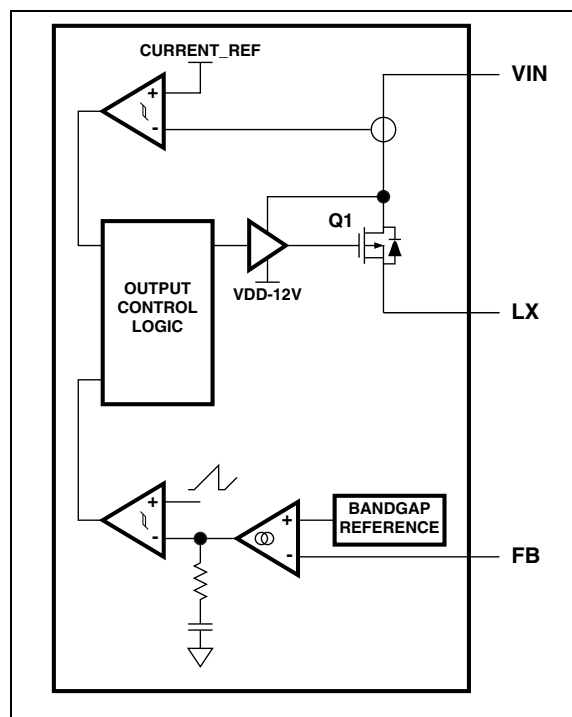 CURRENT_REF
VIN
+
-
Q1
OUTPUT
CONTROL
LOGIC
VDD-12V
LX
+
-
+
-
BANDGAP
REFERENCE
FB